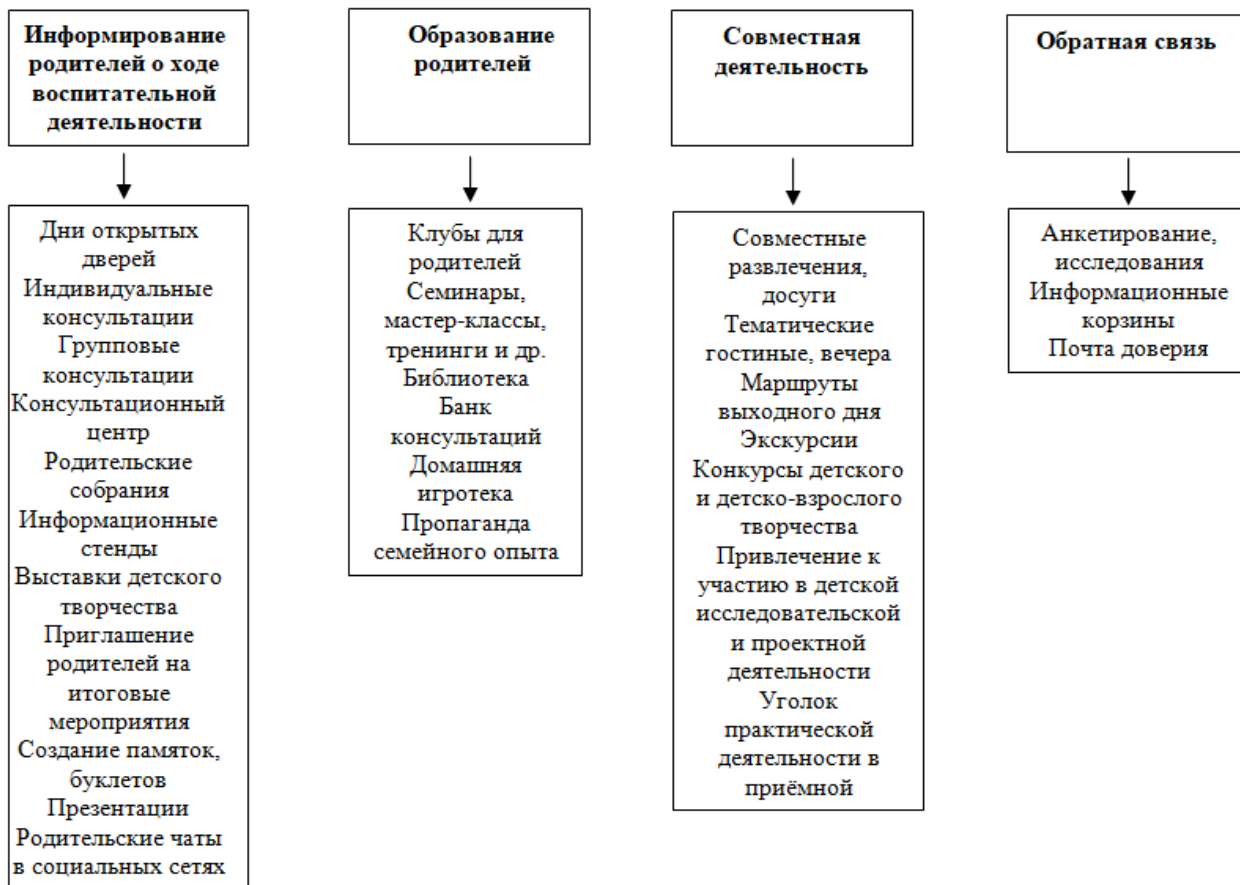 Информирование
родителей о ходе
воспитательной
деятельности
Дни открытых
дверей
Индивидуальные
консультации
Групповые
консультации
Консультационный
центр
Родительские
собрания
Информационные
стенды
Выставки детского
творчества
Приглашение
родителей на
итоговые
мероприятия
Создание памяток,
буклетов
Презентации
Родительские чаты
в социальных сетях
Образование
родителей
Клубы для
родителей
Семинары,
мастер-классы,
тренинги и др.
Библиотека
Банк
консультаций
Домашняя
игротека
Пропаганда
семейного опыта
Совместная
деятельность
Совместные
развлечения,
досуги
Тематические
гостиные, вечера
Маршруты
выходного дня
Экскурсии
Конкурсы детского
и детско-взрослого
творчества
Привлечение к
участию в детской
исследовательской
и проектной
деятельности
Уголок
практической
деятельности в
приёмной
Обратная связь
Анкетирование,
исследования
Информационные
корзины
Почта доверия